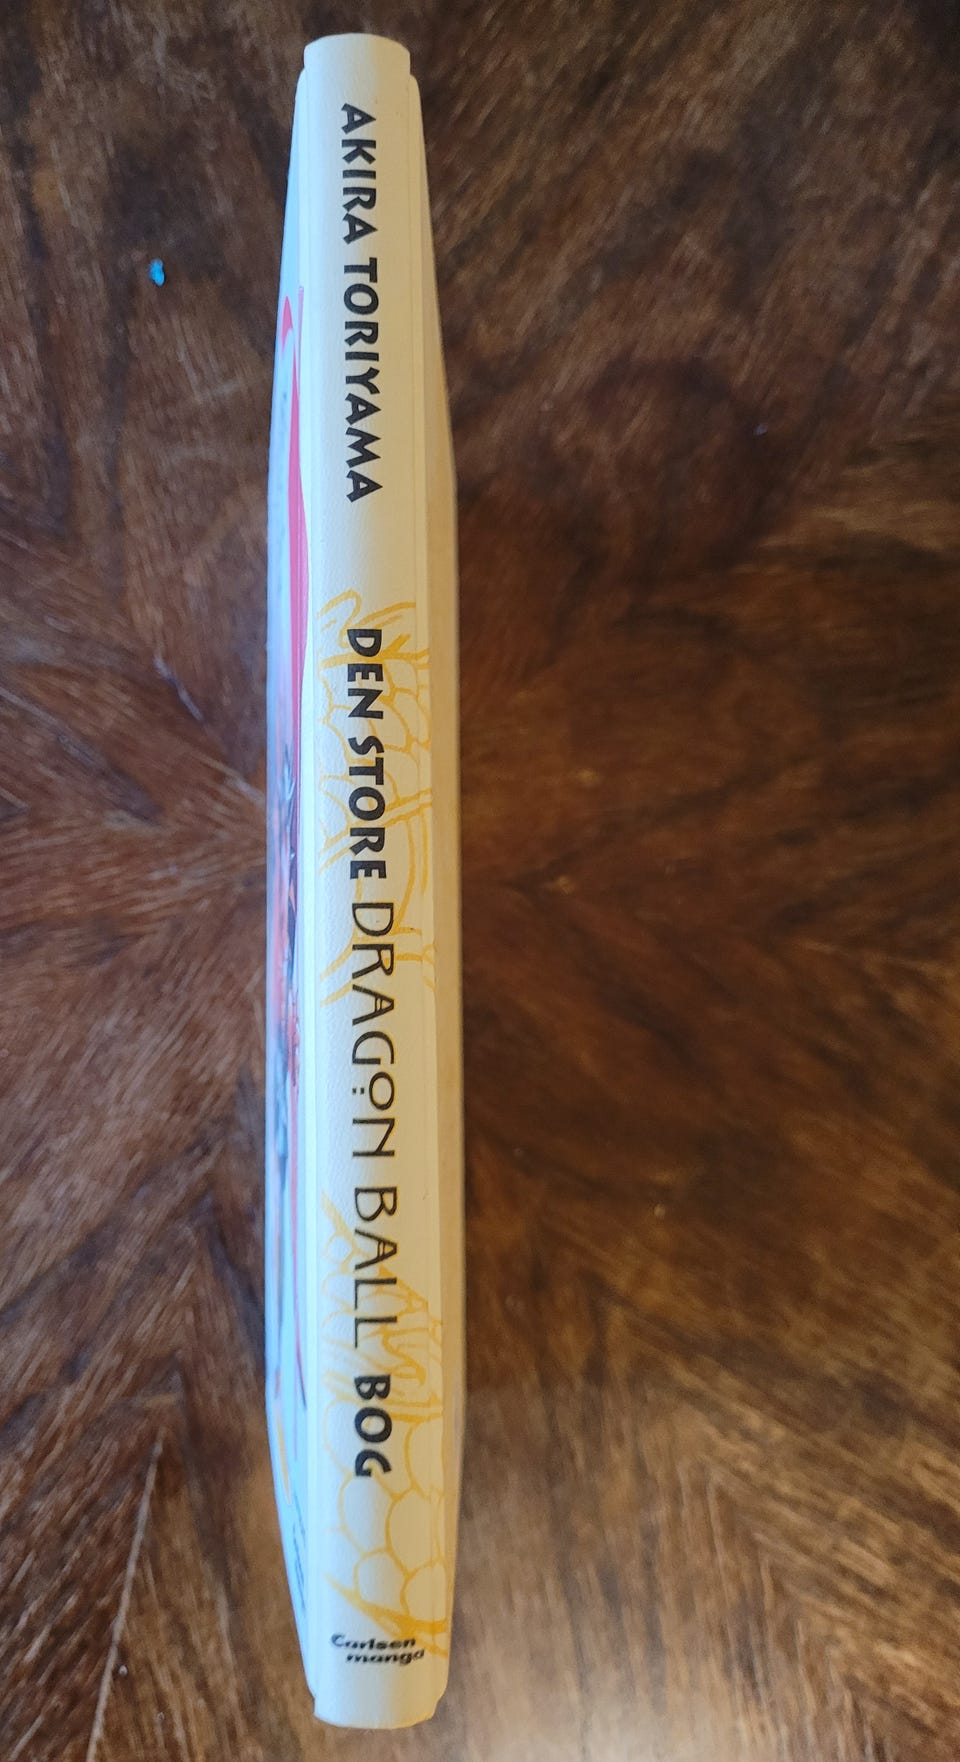 AKIRA TORIYAMA
DEN STORE DRAGON BALL BOG
Carlsen
manga